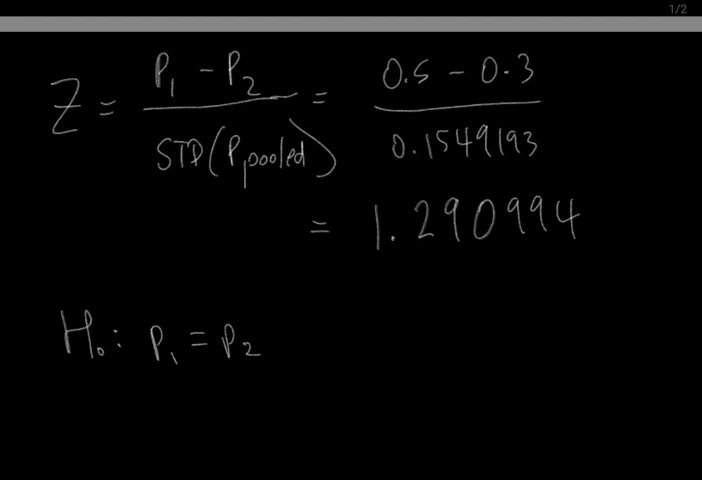 1/2
Z = P₁ - P₂ / STD(P, pooled) = 0.5 - 0.3 / 0.1549193
= 1.290994
H₀: P₁ = P₂